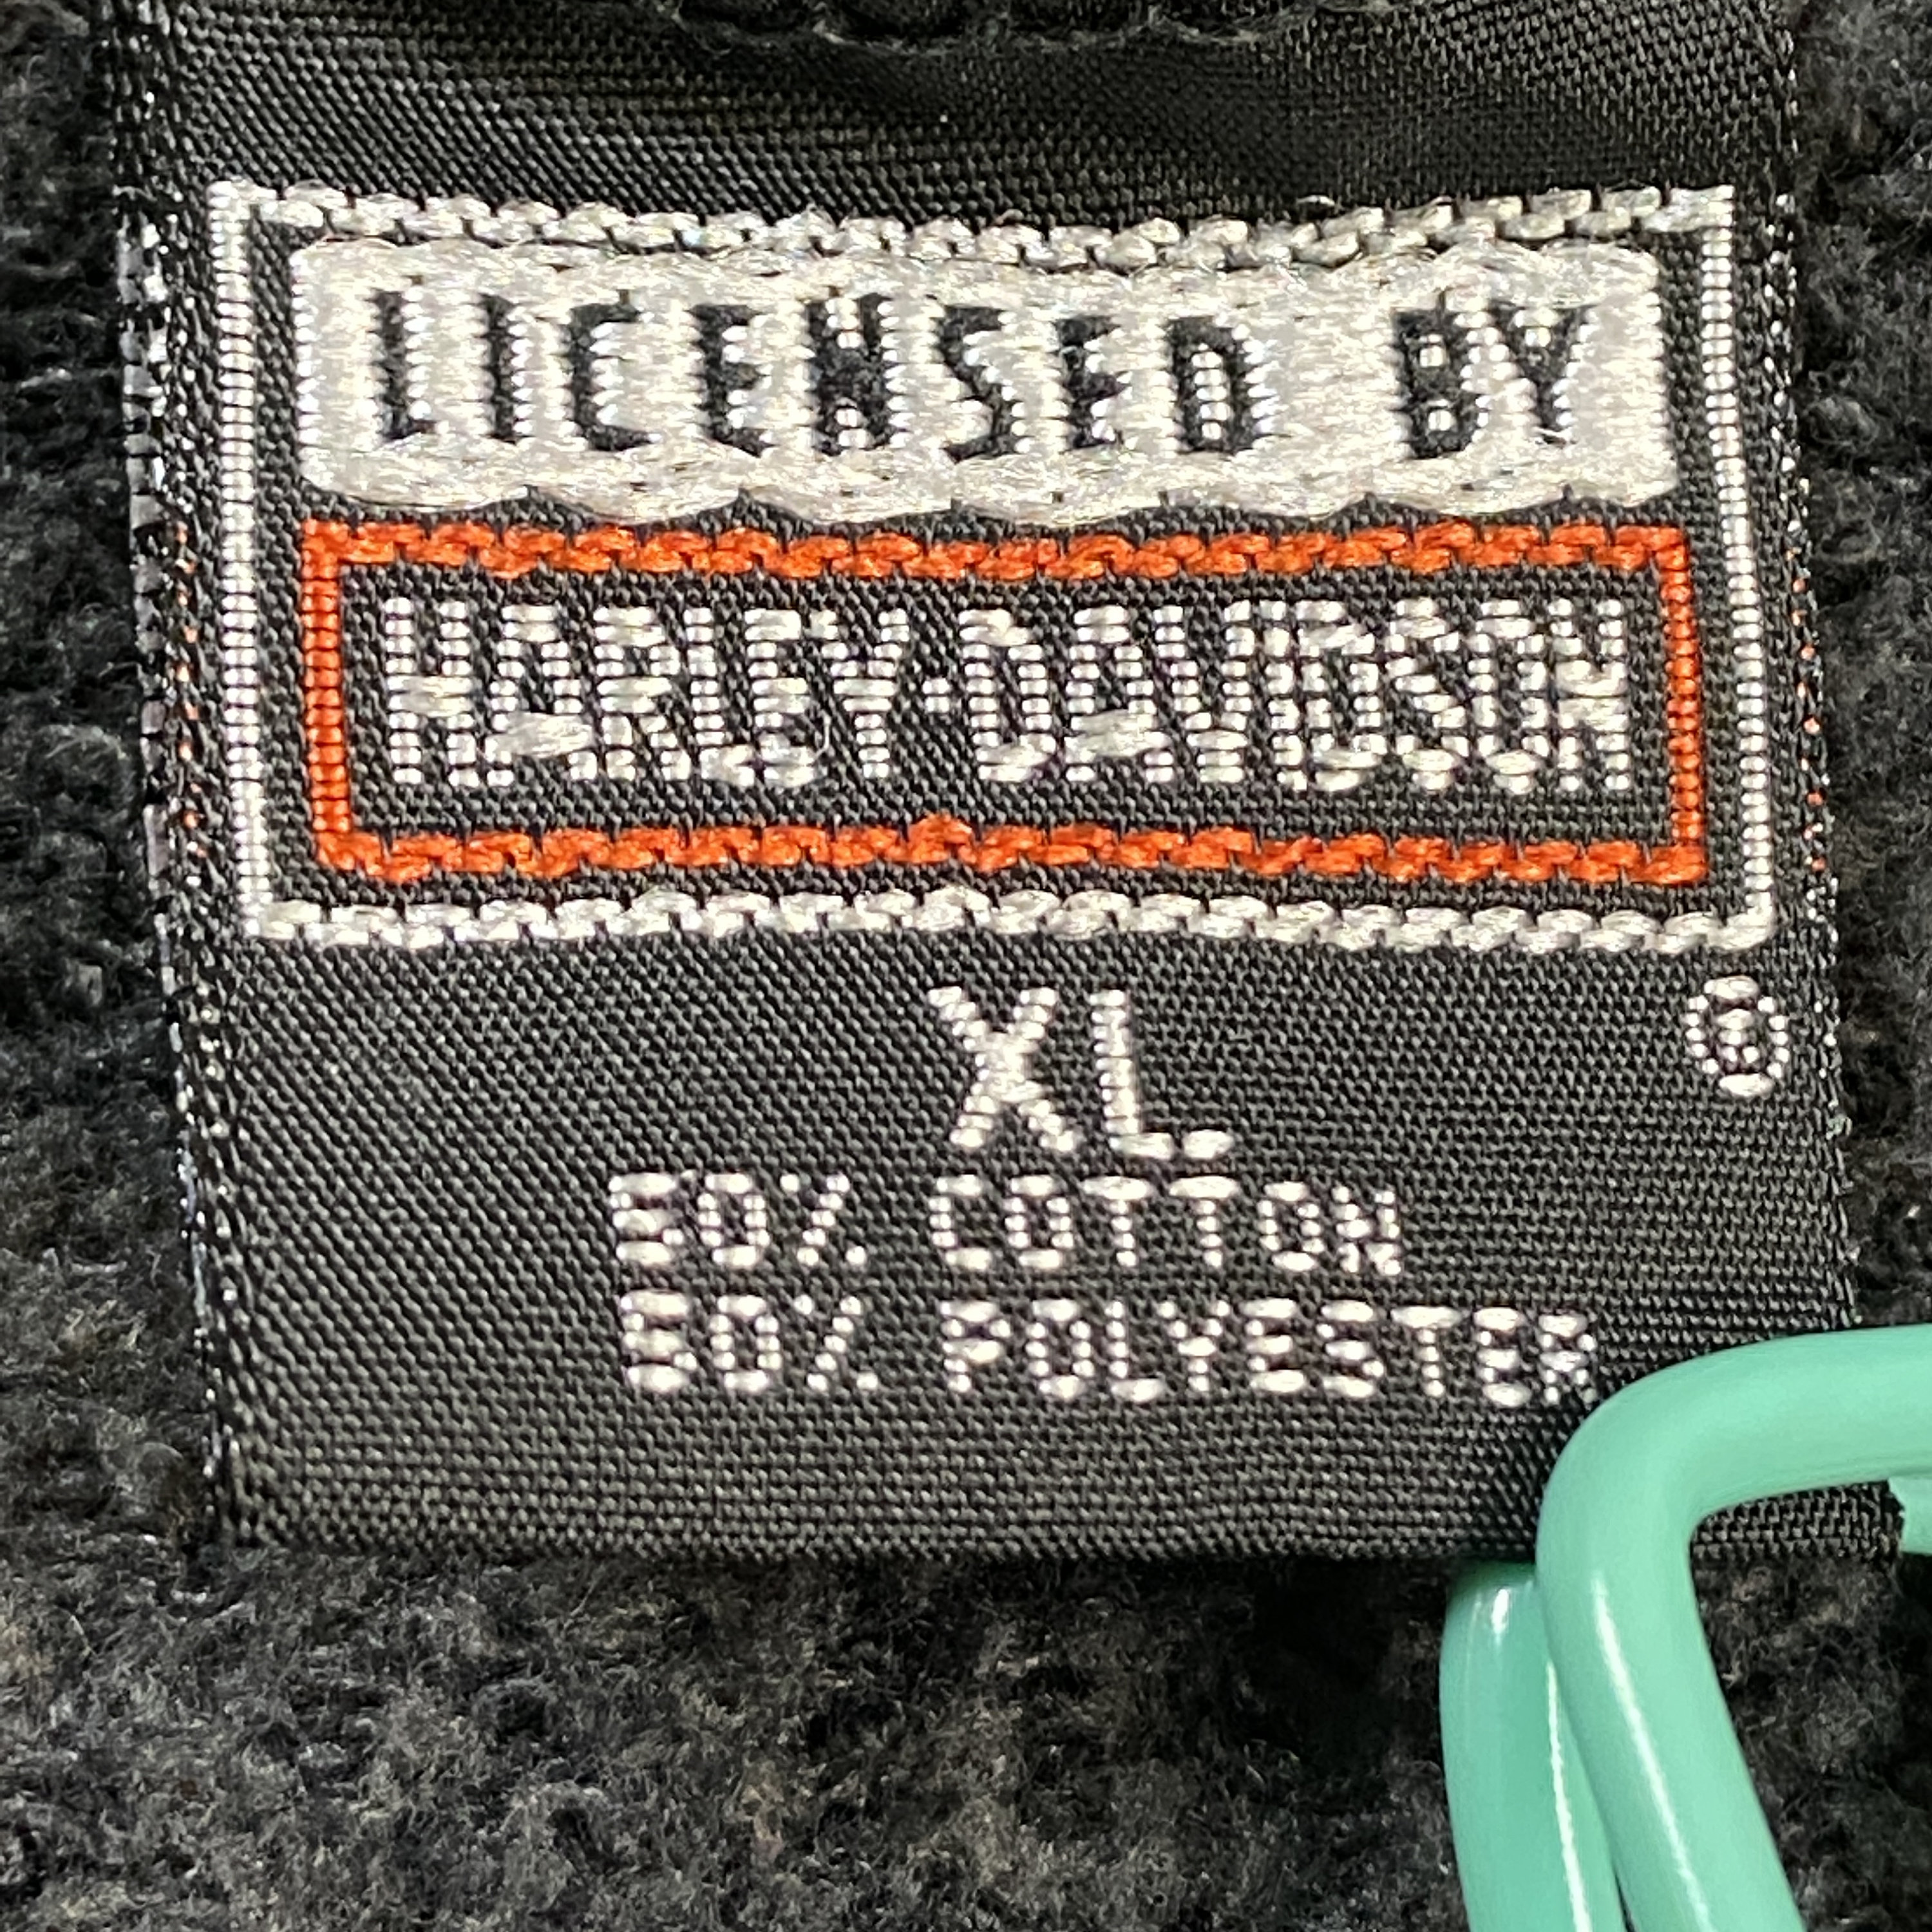 LICENSED BY
HARLEY-DAVIDSON
®
XL
50% COTTON
50% POLYESTER